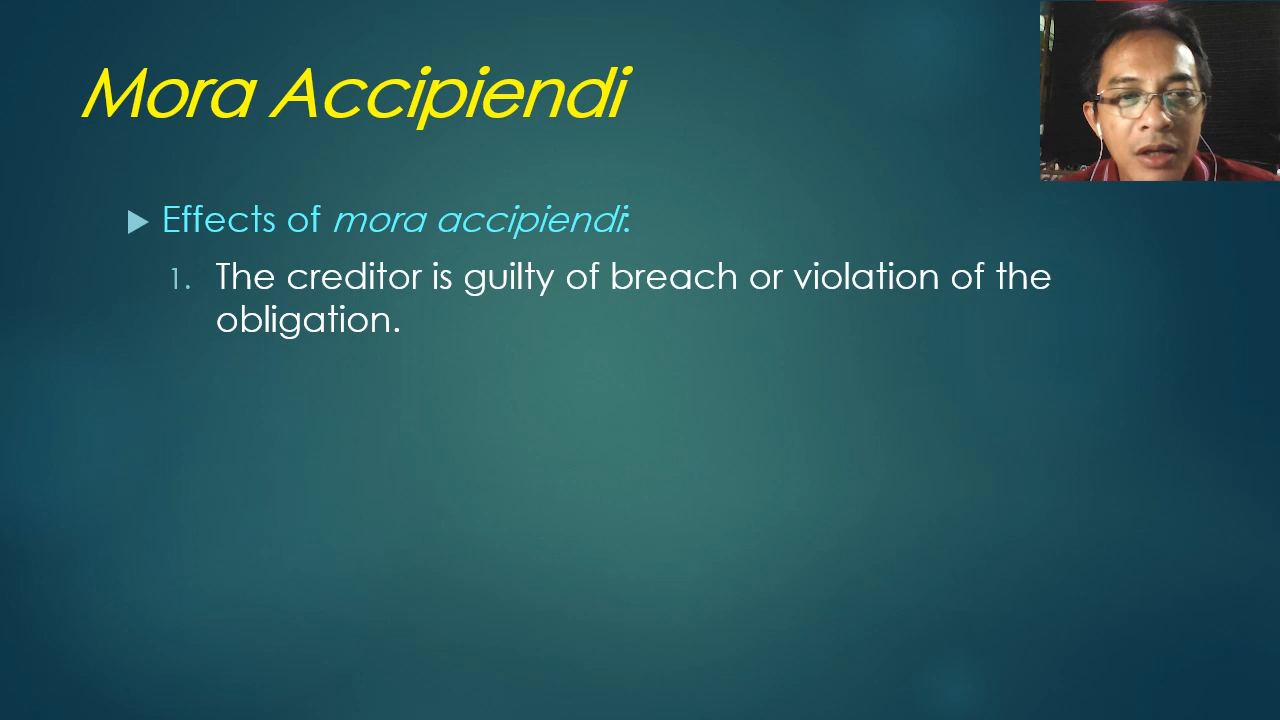 Mora Accipiendi
Effects of mora accipiendi:
1. The creditor is guilty of breach or violation of the
obligation.